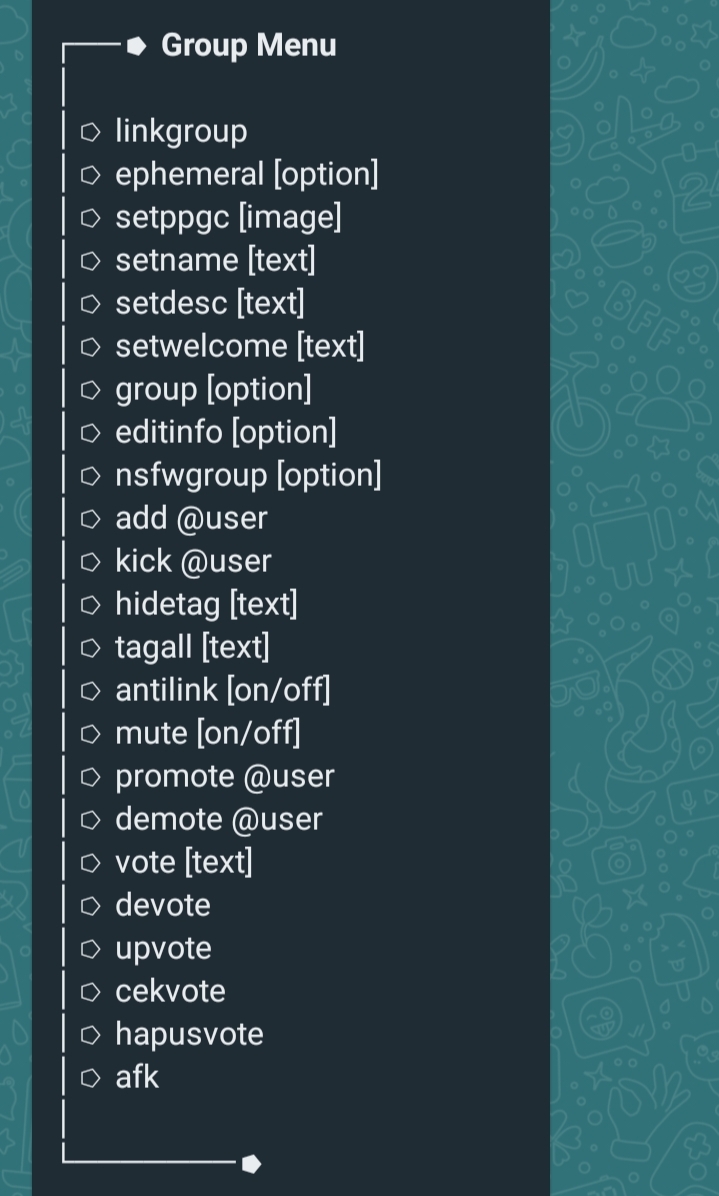 Group Menu
linkgroup
ephemeral [option]
setppgc [image]
setname [text]
setdesc [text]
setwelcome [text]
group [option]
editinfo [option]
nsfwgroup [option]
add @user
kick @user
hidetag [text]
tagall [text]
antilink [on/off]
mute [on/off]
promote @user
demote @user
vote [text]
devote
upvote
cekvote
hapusvote
afk
BFF